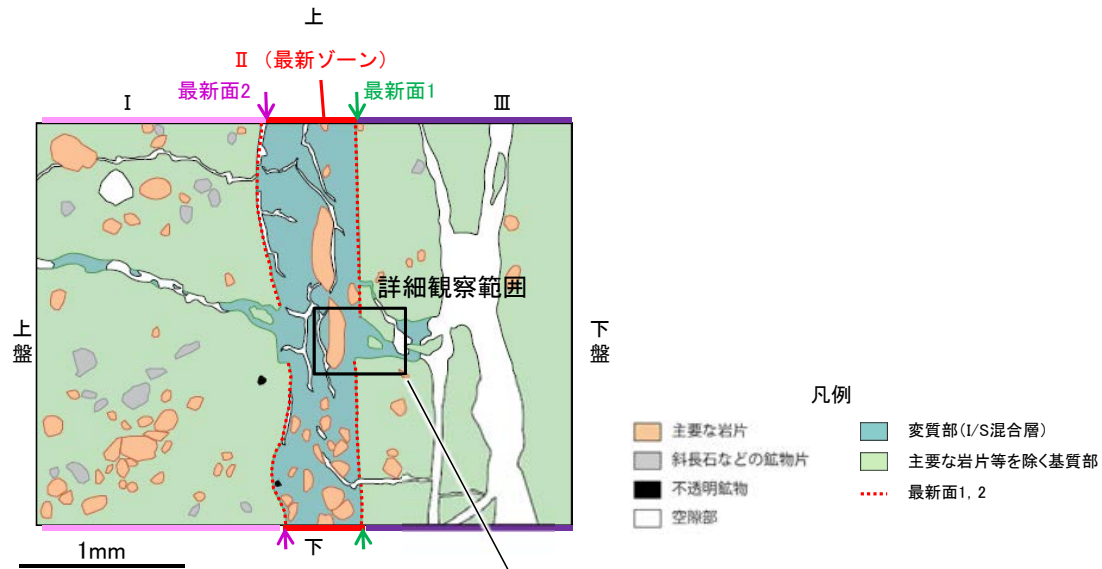 上
Ⅱ（最新ゾーン）
最新面2
最新面1
Ⅰ
Ⅲ
詳細観察範囲
上盤
下盤
下
1mm
凡例
主要な岩片
斜長石などの鉱物片
不透明鉱物
空隙部
変質部(I/S混合層)
主要な岩片等を除く基質部
最新面1, 2